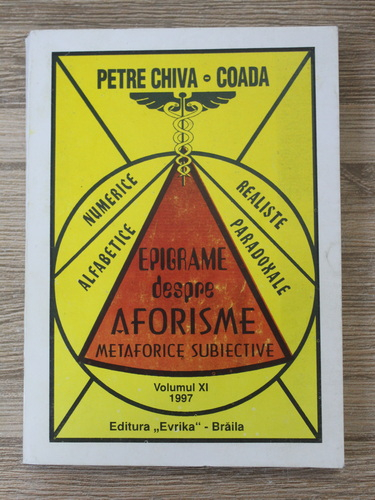 PETRE CHIVA • COADA
NUMERICE
ALFABETICE
REALISTE
PARADOXALE
EPIGRAME
despre
AFORISME
METAFORICE SUBIECTIVE
Volumul XI
1997
Editura „Evrika“ - Brăila